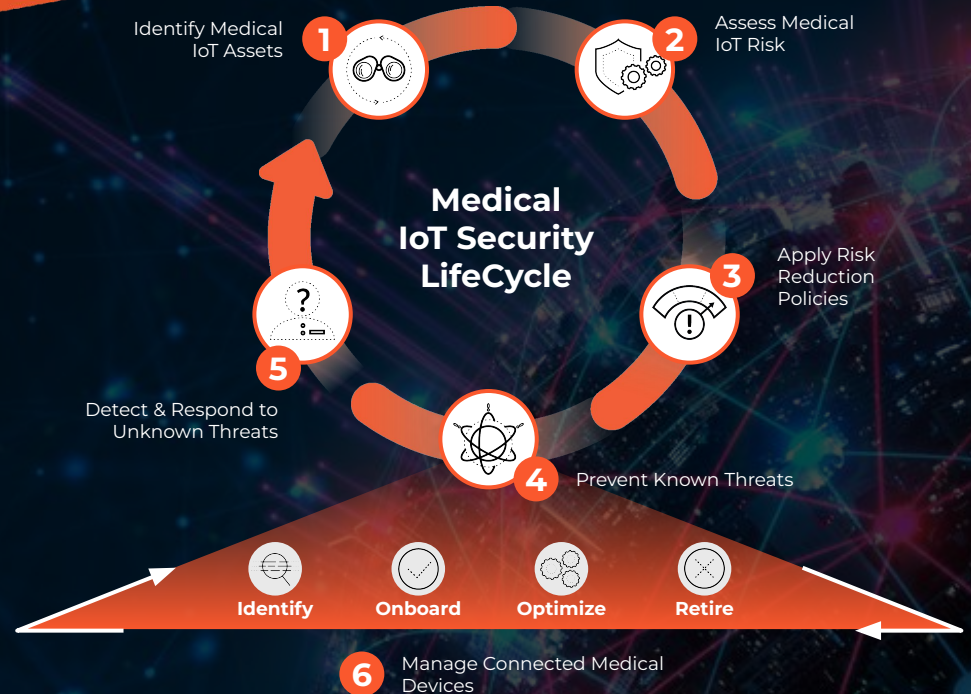 Identify Medical
IoT Assets
1
2
Assess Medical
IoT Risk
Medical
IoT Security
LifeCycle
3
Apply Risk
Reduction
Policies
?
!
5
Detect & Respond to
Unknown Threats
4
Prevent Known Threats
Identify
Onboard
Optimize
Retire
6
Manage Connected Medical
Devices